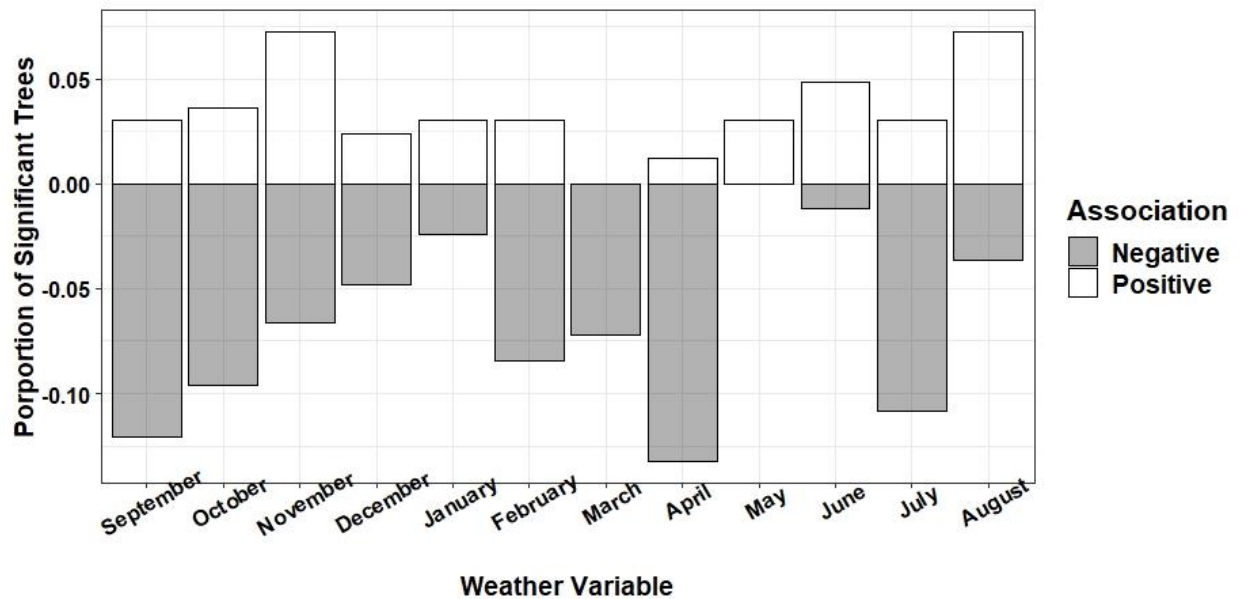 Porportion of Significant Trees
0.05
0.00
-0.05
-0.10
September
October
November
December
January
February
March
April
May
June
July
August
Weather Variable
Association
Negative
Positive